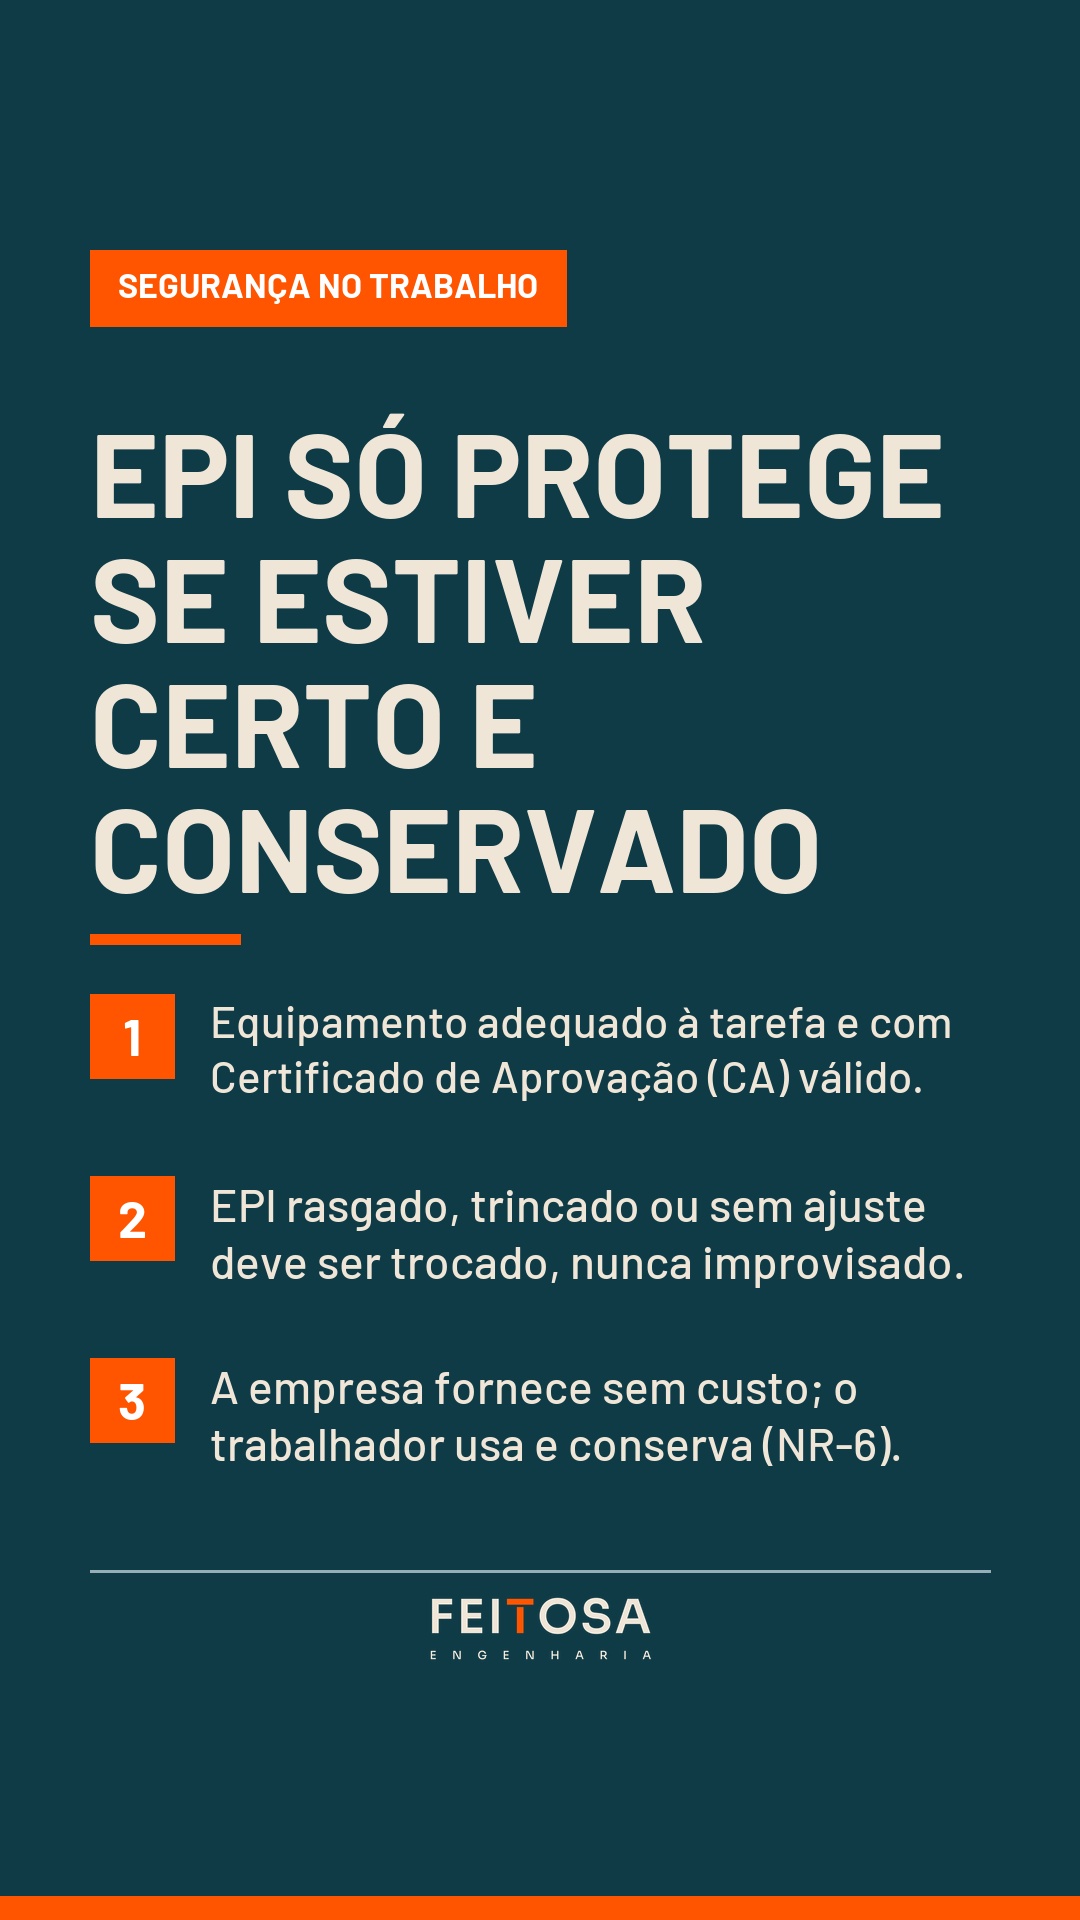 SEGURANÇA NO TRABALHO
EPI SÓ PROTEGE
SE ESTIVER
CERTO E
CONSERVADO
1 Equipamento adequado à tarefa e com
Certificado de Aprovação (CA) válido.
2 EPI rasgado, trincado ou sem ajuste
deve ser trocado, nunca improvisado.
3 A empresa fornece sem custo; o
trabalhador usa e conserva (NR-6).
FEITOSA
ENGENHARIA